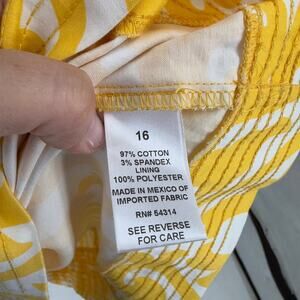 16
97% COTTON
3% SPANDEX
LINING
100% POLYESTER
MADE IN MEXICO OF
IMPORTED FABRIC
RN# 54314
SEE REVERSE
FOR CARE